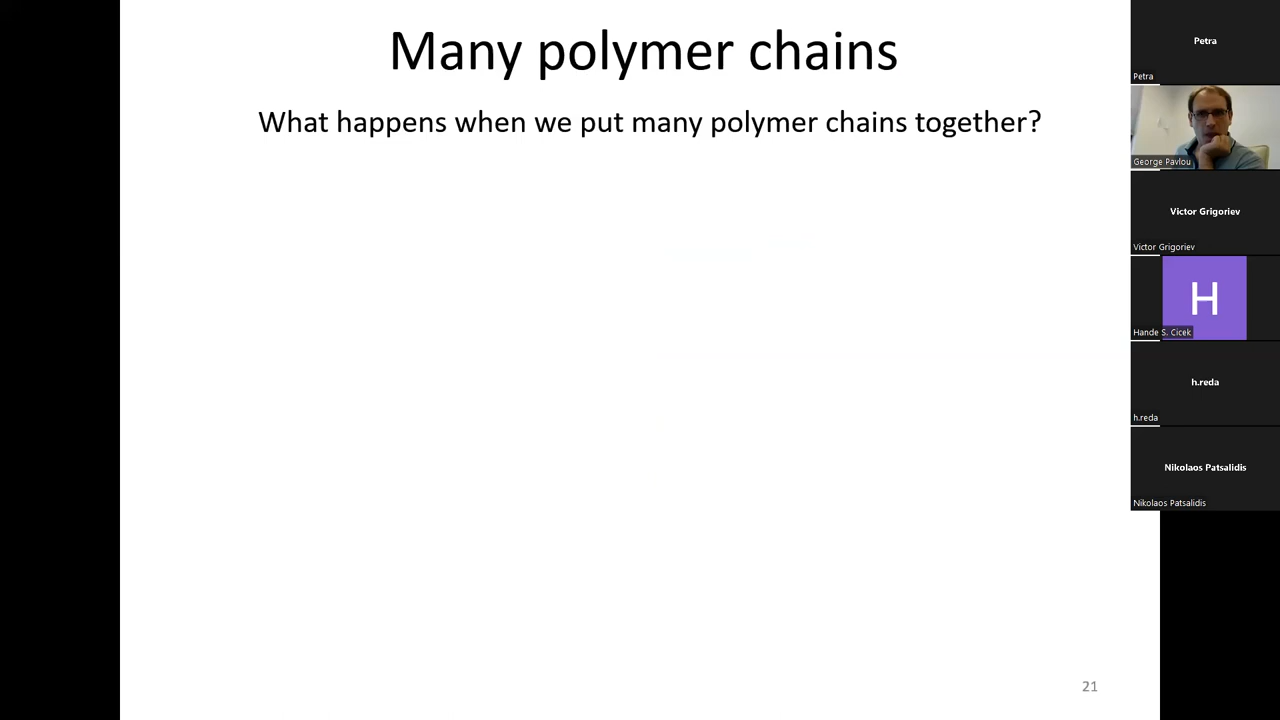 Many polymer chains
What happens when we put many polymer chains together?
21
Petra
Petra
George Pavlou
Victor Grigoriev
Victor Grigoriev
H
Hande S. Cicek
h.reda
h.reda
Nikolaos Patsalidis
Nikolaos Patsalidis